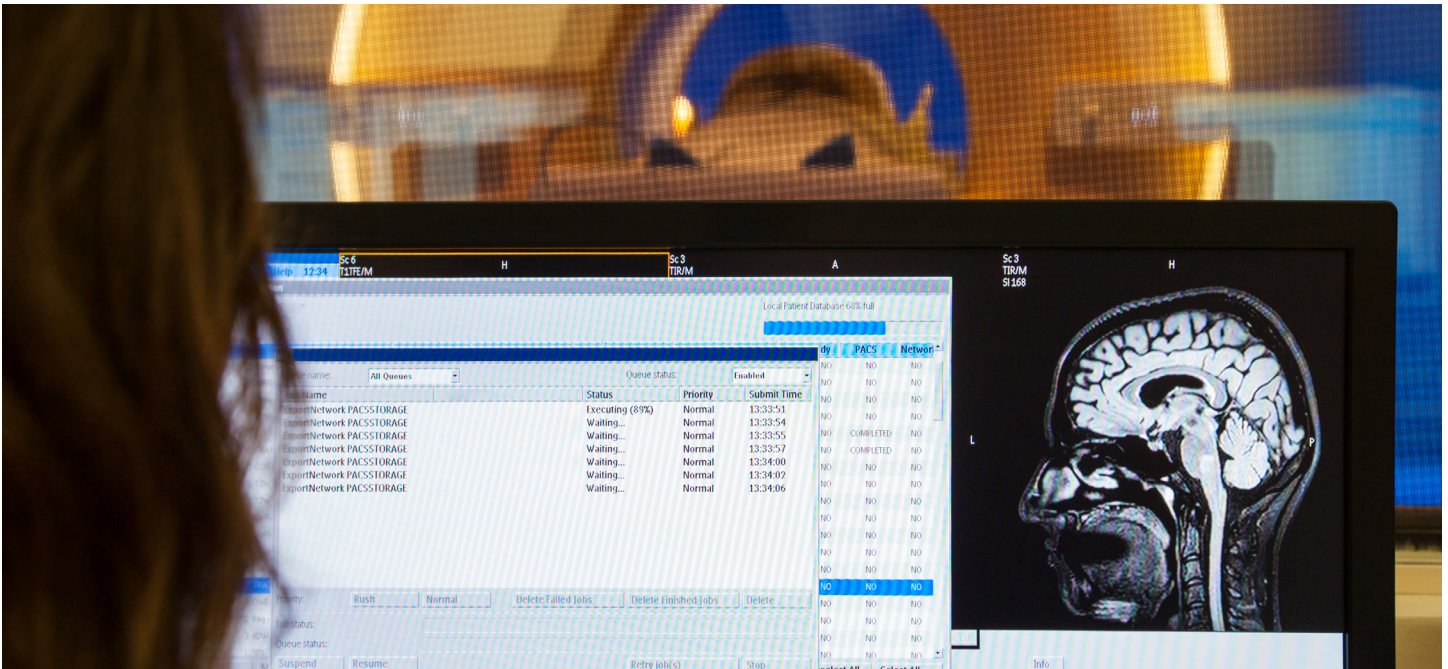 Help 12:34
Sc 6
T1TFE/M
H
Sc 3
TIR/M
A
Sc 3
TIR/M
SI 168
H
L
P
Local Patient Database 68% full
PACS
NO NO NO
NO NO NO
NO NO NO
NO NO NO
NO COMPLETED NO
NO COMPLETED NO
NO NO NO
NO NO NO
NO NO NO
NO NO NO
NO NO NO
NO NO NO
NO NO NO
NO NO NO
NO NO NO
NO NO NO
NO NO NO
NO NO NO
name: All Queues Queue status: Enabled
Name Status Priority Submit Time
ExportNetwork PACSSTORAGE Executing (89%) Normal 13:33:51
ExportNetwork PACSSTORAGE Waiting... Normal 13:33:54
ExportNetwork PACSSTORAGE Waiting... Normal 13:33:55
ExportNetwork PACSSTORAGE Waiting... Normal 13:33:57
ExportNetwork PACSSTORAGE Waiting... Normal 13:34:00
ExportNetwork PACSSTORAGE Waiting... Normal 13:34:02
ExportNetwork PACSSTORAGE Waiting... Normal 13:34:06
Priority: Rush Normal Delete Failed Jobs Delete Finished Jobs Delete
Job status:
Queue status:
Suspend Resume Retry job(s) Stop
Select All
Info